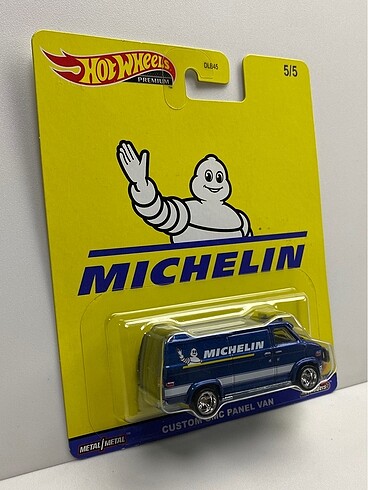 HOT WHEELS
PREMIUM
DLB45
5/5
MICHELIN
MICHELIN
CUSTOM GMC PANEL VAN
METAL/METAL